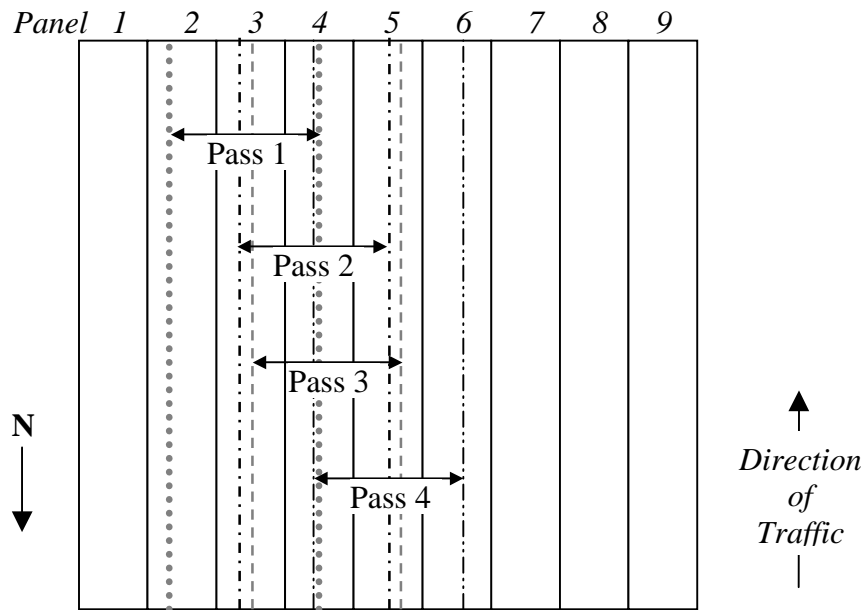 Panel 1 2 3 4 5 6 7 8 9
Pass 1
Pass 2
Pass 3
Pass 4
N
Direction
of
Traffic